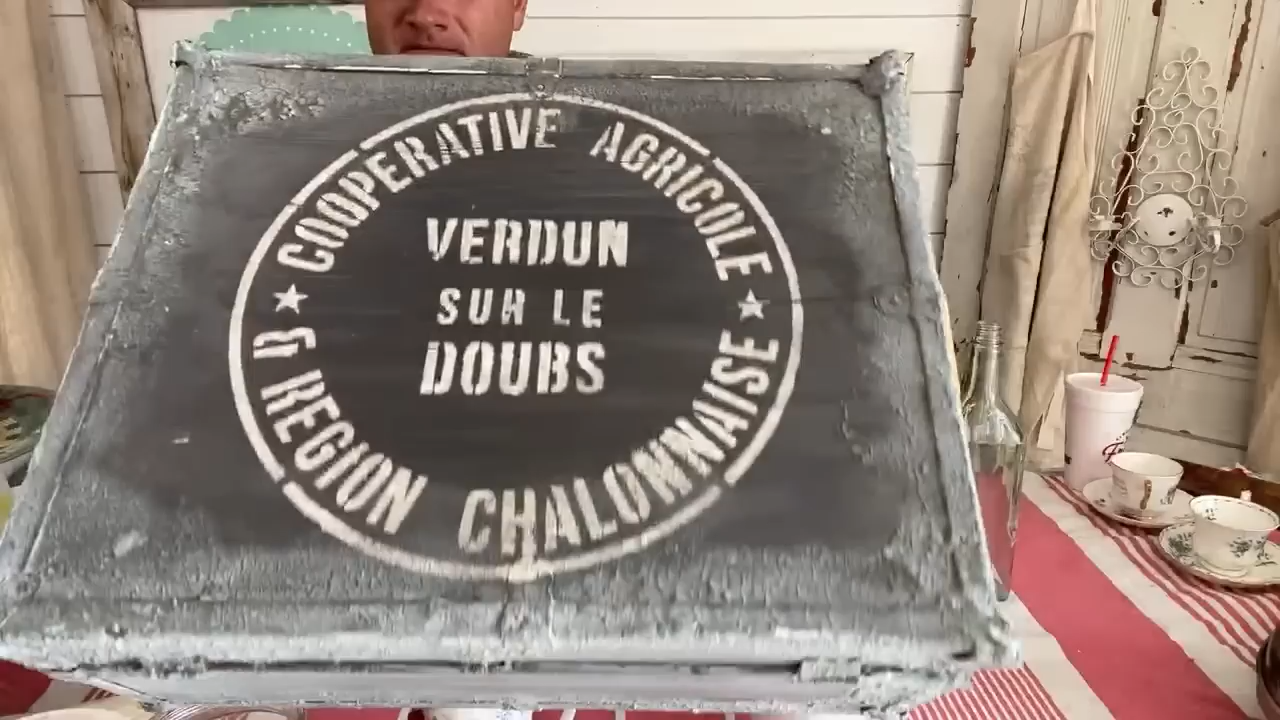 COOPERATIVE AGRICOLE
VERDUN
SUR LE
DOUBS
& REGION CHALONNAISE